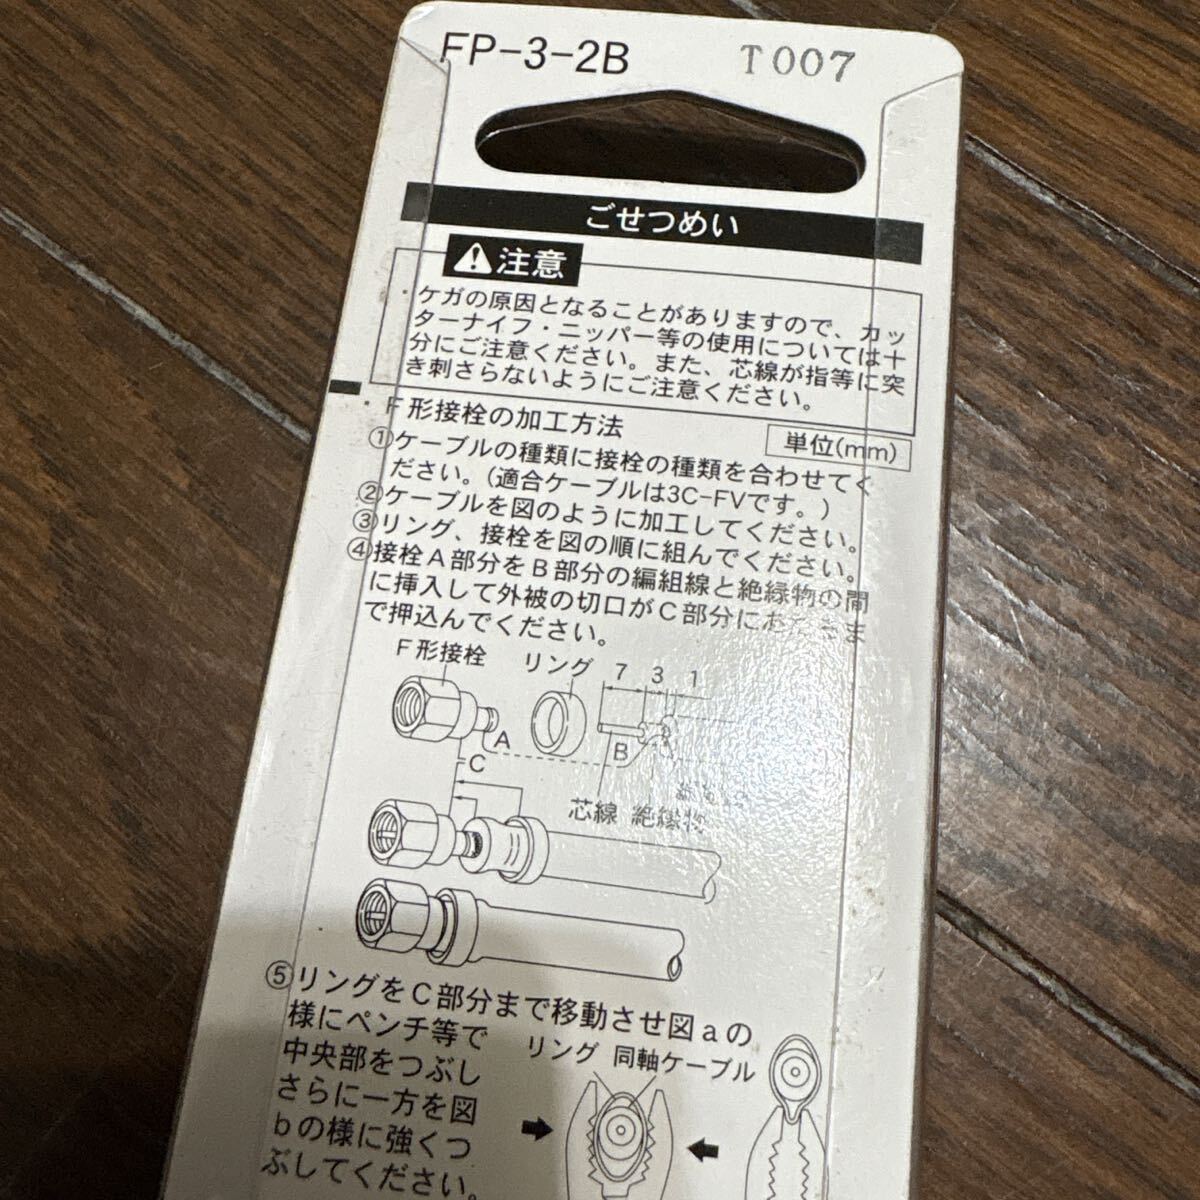 FP-3-2B T007
ごせつめい
注意
ケガの原因となることがありますので、カッ
ターナイフ・ニッパー等の使用については十
分にご注意ください。また、芯線が指等に突
き刺さらないようにご注意ください。
F形接栓の加工方法
単位(mm)
①ケーブルの種類に接栓の種類を合わせてく
ださい。(適合ケーブルは3C-FVです。)
②ケーブルを図のように加工してください。
③リング、接栓を図の順に組んでください。
④接栓A部分をB部分の編組線と絶縁物の間
に挿入して外被の切口がC部分に
で押込んでください。
F形接栓 リング 7 3 1
A B
C
芯線 絶縁物
⑤リングをC部分まで移動させ図aの
様にペンチ等で
中央部をつぶし
さらに一方を図
bの様に強くつ
ぶしてください。
リング 同軸ケーブル